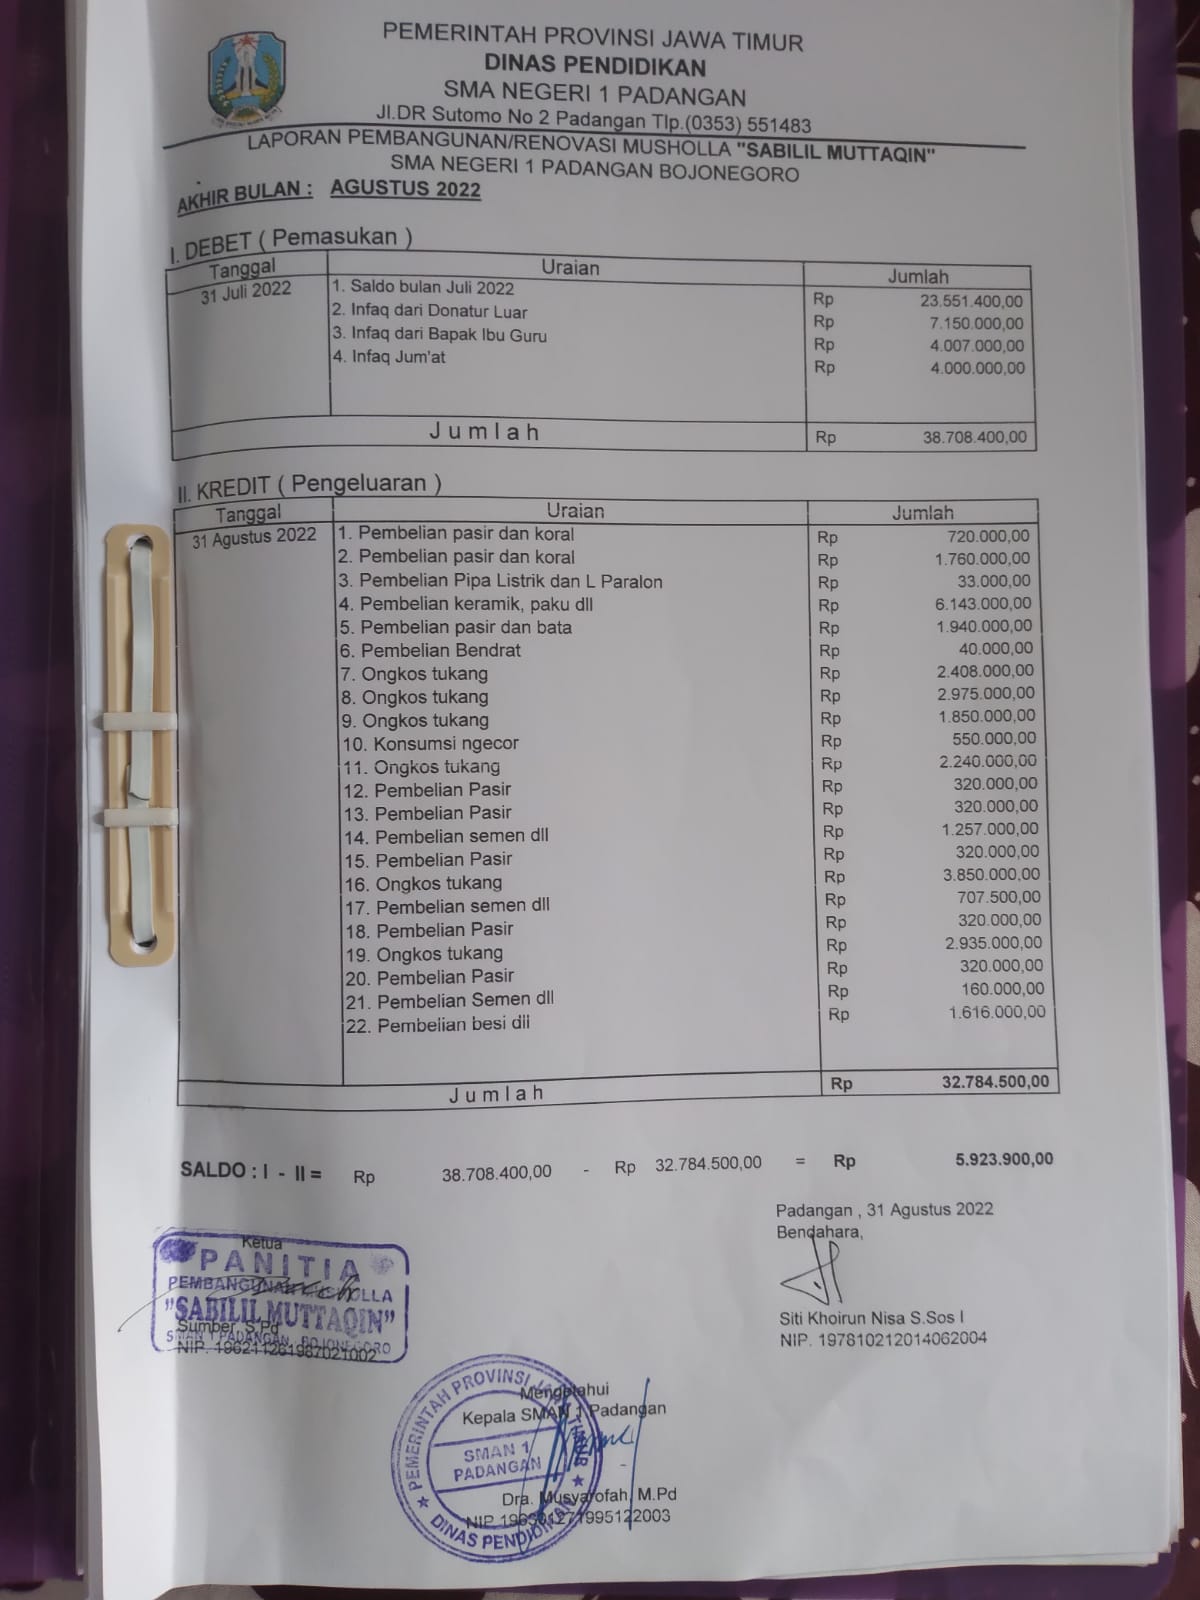 PEMERINTAH PROVINSI JAWA TIMUR
DINAS PENDIDIKAN
SMA NEGERI 1 PADANGAN
Jl.DR Sutomo No 2 Padangan Tlp.(0353) 551483
LAPORAN PEMBANGUNAN/RENOVASI MUSHOLLA "SABILIL MUTTAQIN"
SMA NEGERI 1 PADANGAN BOJONEGORO
AKHIR BULAN : AGUSTUS 2022
I. DEBET ( Pemasukan )
Tanggal Uraian Jumlah
31 Juli 2022 1. Saldo bulan Juli 2022 Rp 23.551.400,00
2. Infaq dari Donatur Luar Rp 7.150.000,00
3. Infaq dari Bapak Ibu Guru Rp 4.007.000,00
4. Infaq Jum'at Rp 4.000.000,00
Jumlah Rp 38.708.400,00
II. KREDIT ( Pengeluaran )
Tanggal Uraian Jumlah
31 Agustus 2022 1. Pembelian pasir dan koral Rp 720.000,00
2. Pembelian pasir dan koral Rp 1.760.000,00
3. Pembelian Pipa Listrik dan L Paralon Rp 33.000,00
4. Pembelian keramik, paku dll Rp 6.143.000,00
5. Pembelian pasir dan bata Rp 1.940.000,00
6. Pembelian Bendrat Rp 40.000,00
7. Ongkos tukang Rp 2.408.000,00
8. Ongkos tukang Rp 2.975.000,00
9. Ongkos tukang Rp 1.850.000,00
10. Konsumsi ngecor Rp 550.000,00
11. Ongkos tukang Rp 2.240.000,00
12. Pembelian Pasir Rp 320.000,00
13. Pembelian Pasir Rp 320.000,00
14. Pembelian semen dll Rp 1.257.000,00
15. Pembelian Pasir Rp 320.000,00
16. Ongkos tukang Rp 3.850.000,00
17. Pembelian semen dll Rp 707.500,00
18. Pembelian Pasir Rp 320.000,00
19. Ongkos tukang Rp 2.935.000,00
20. Pembelian Pasir Rp 320.000,00
21. Pembelian Semen dll Rp 160.000,00
22. Pembelian besi dii Rp 1.616.000,00
Jumlah Rp 32.784.500,00
SALDO : I - II = Rp 38.708.400,00 - Rp 32.784.500,00 = Rp 5.923.900,00
Padangan , 31 Agustus 2022
Bendahara,
Siti Khoirun Nisa S.Sos I
NIP. 197810212014062004
Ketua
PANITIA
PEMBANGUNAN MUSHOLLA
"SABILIL MUTTAQIN"
SMAN 1 PADANGAN, BOJONEGORO
Sumber, S.Pd
NIP. 196211261987021002
Mengetahui
Kepala SMAN 1 Padangan
PEMERINTAH PROVINSI JAWA TIMUR
SMAN 1
PADANGAN
DINAS PENDIDIKAN
Dra. Musyarofah, M.Pd
NIP